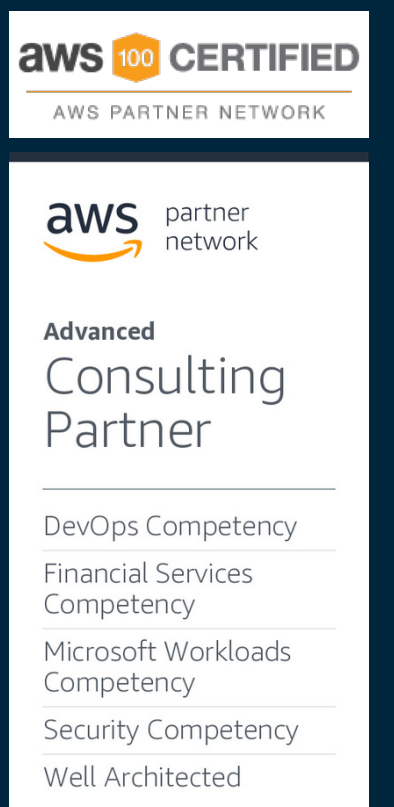 aws 100 CERTIFIED
AWS PARTNER NETWORK
aws partner
network
Advanced
Consulting
Partner
DevOps Competency
Financial Services
Competency
Microsoft Workloads
Competency
Security Competency
Well Architected